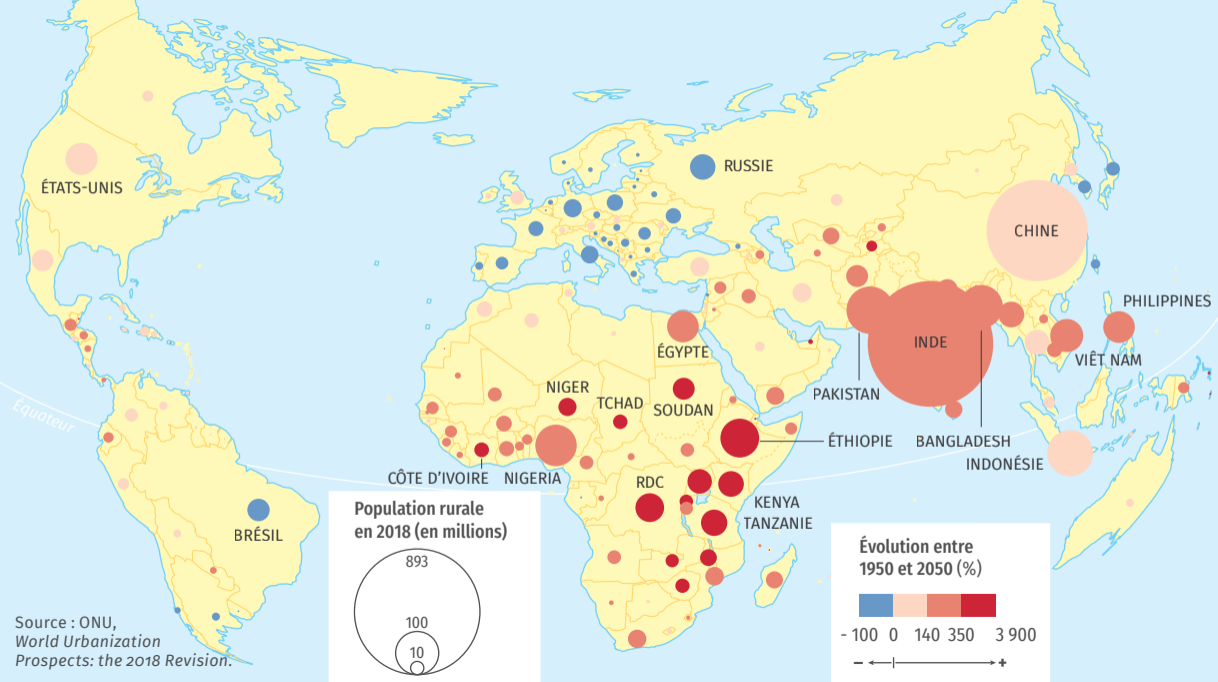 RUSSIE
ÉTATS-UNIS
CHINE
PHILIPPINES
INDE
ÉGYPTE
VIÊT NAM
NIGER
TCHAD
SOUDAN
PAKISTAN
Équateur
ÉTHIOPIE
BANGLADESH
INDONÉSIE
CÔTE D'IVOIRE
NIGERIA
RDC
KENYA
TANZANIE
BRÉSIL
Population rurale
en 2018 (en millions)
893
100
10
Évolution entre
1950 et 2050 (%)
- 100 0 140 350 3 900
– +
Source : ONU,
World Urbanization
Prospects: the 2018 Revision.